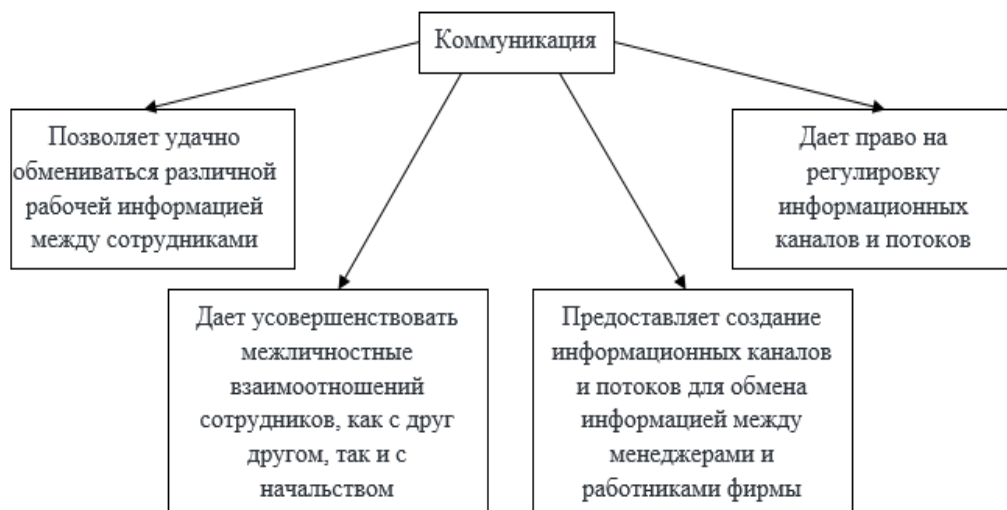 Коммуникация
Позволяет удачно
обмениваться различной
рабочей информацией
между сотрудниками
Дает право на
регулировку
информационных
каналов и потоков
Дает усовершенствовать
межличностные
взаимоотношений
сотрудников, как с друг
другом, так и с
начальством
Предоставляет создание
информационных каналов
и потоков для обмена
информацией между
менеджерами и
работниками фирмы